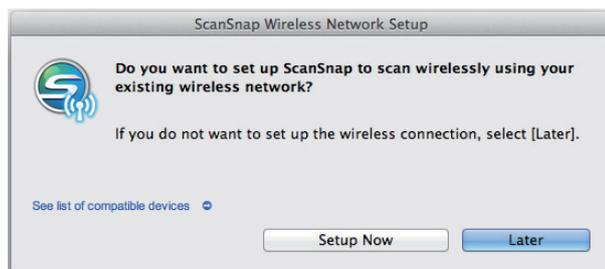 ScanSnap Wireless Network Setup
Do you want to set up ScanSnap to scan wirelessly using your
existing wireless network?
If you do not want to set up the wireless connection, select [Later].
See list of compatible devices
Setup Now
Later